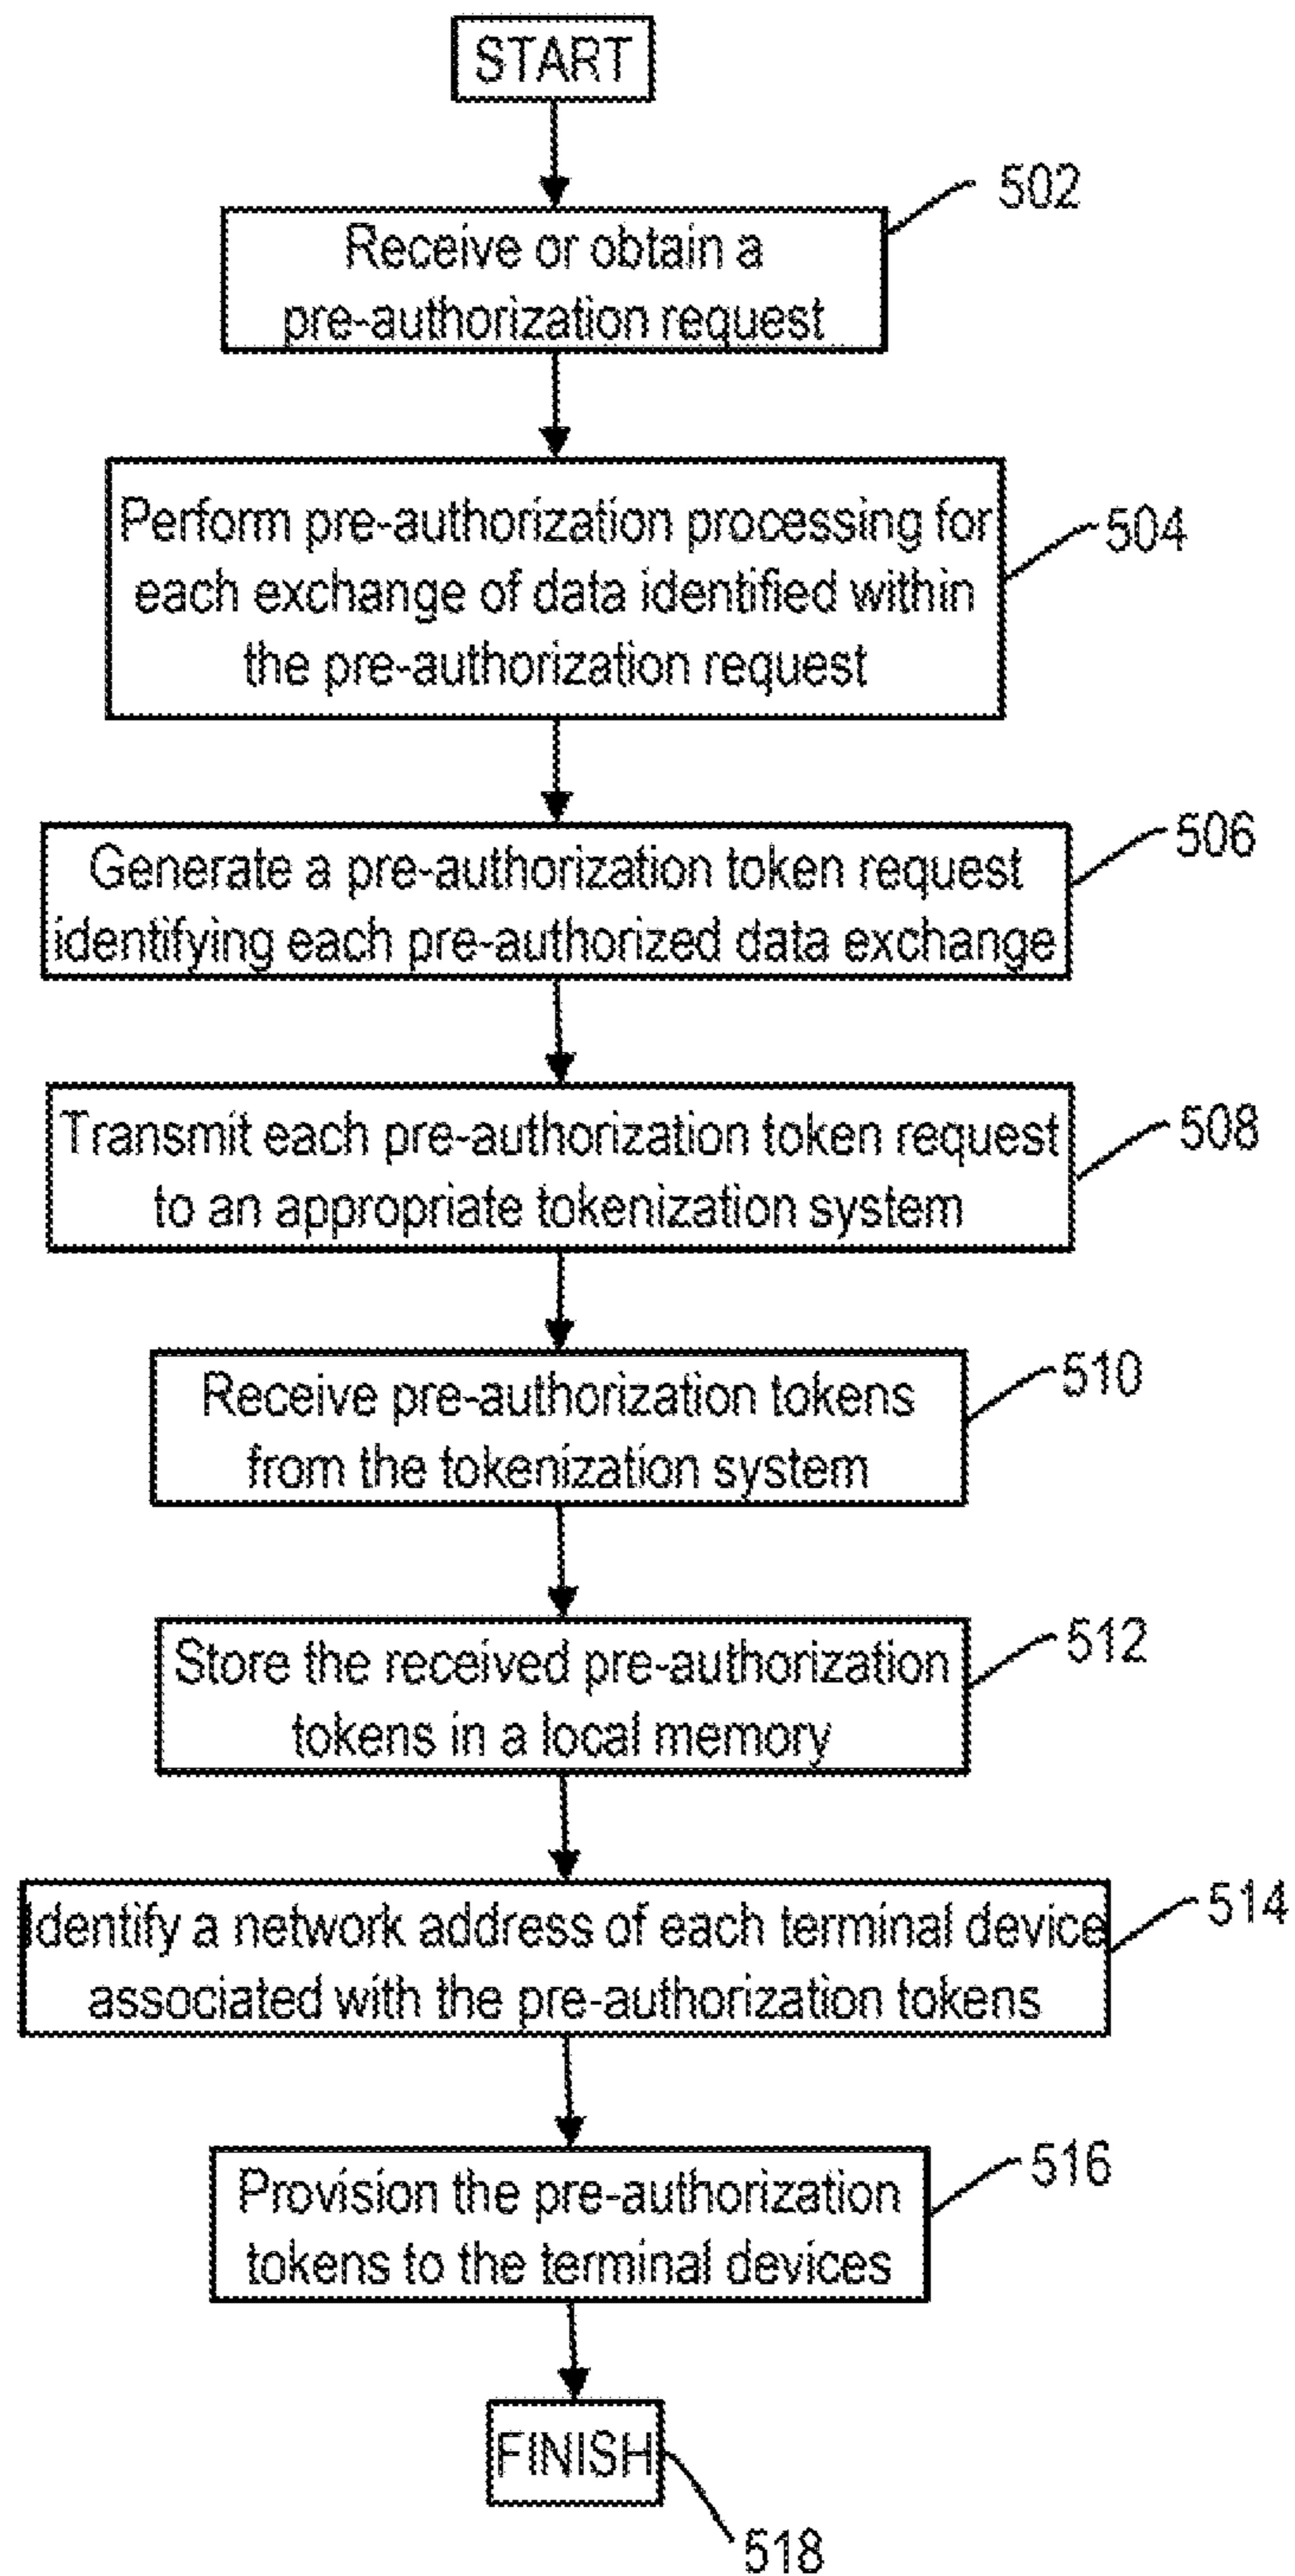 START
502
Receive or obtain a
pre-authorization request
Perform pre-authorization processing for
each exchange of data identified within
the pre-authorization request
504
Generate a pre-authorization token request
identifying each pre-authorized data exchange
506
Transmit each pre-authorization token request
to an appropriate tokenization system
508
Receive pre-authorization tokens
from the tokenization system
510
Store the received pre-authorization
tokens in a local memory
512
Identify a network address of each terminal device
associated with the pre-authorization tokens
514
Provision the pre-authorization
tokens to the terminal devices
516
FINISH
518